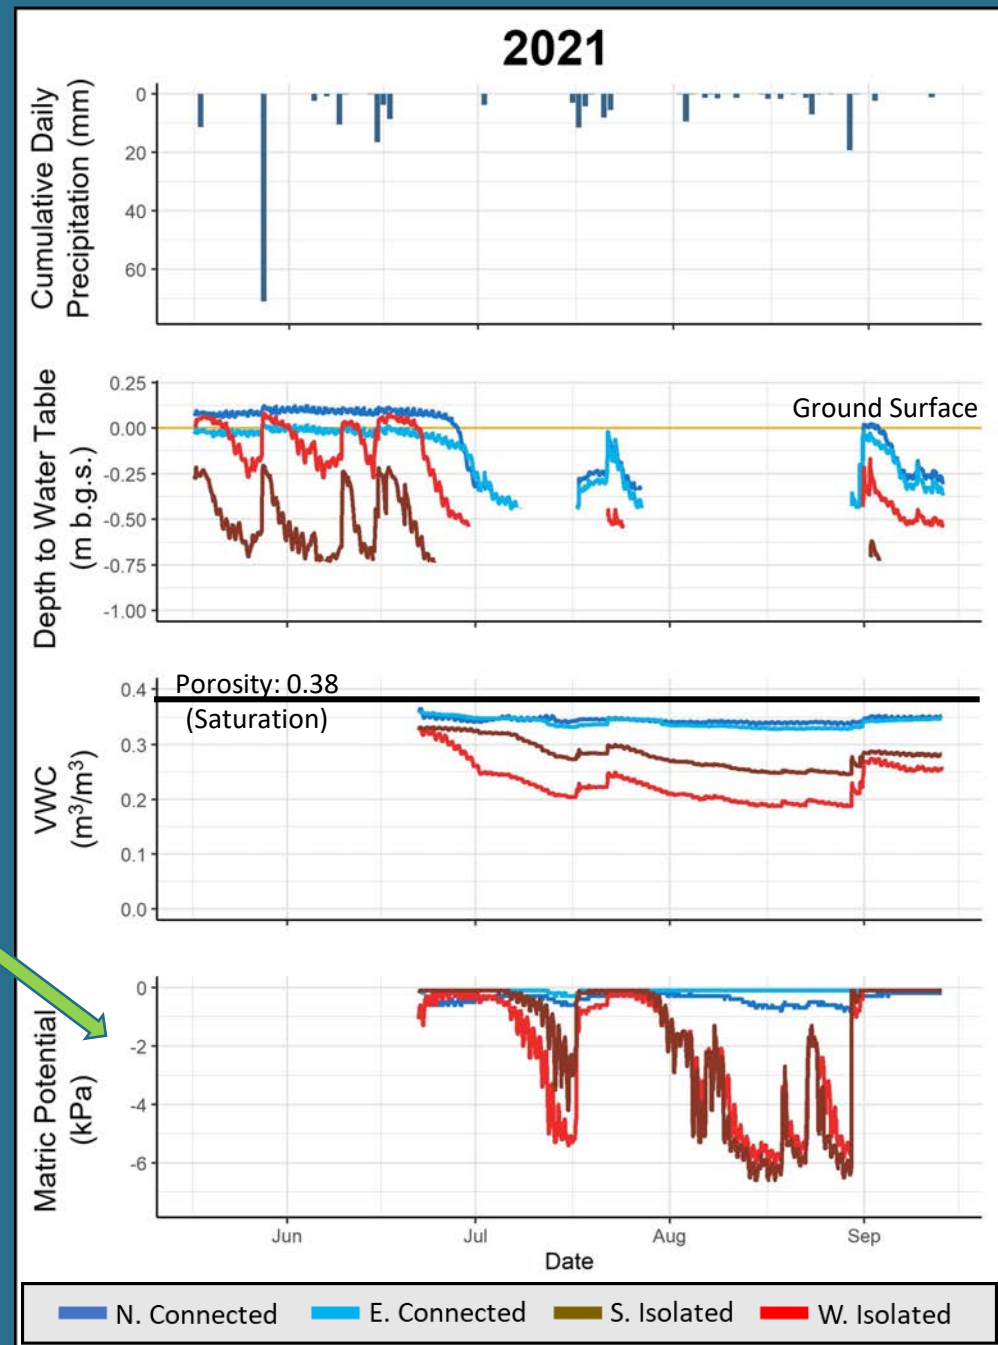 2021
Cumulative Daily
Precipitation (mm)
0
20
40
60
Depth to Water Table
(m b.g.s.)
0.25
0.00
-0.25
-0.50
-0.75
-1.00
Ground Surface
VWC
(m³/m³)
0.4
0.3
0.2
0.1
0.0
Porosity: 0.38
(Saturation)
Matric Potential
(kPa)
0
-2
-4
-6
Jun
Jul
Aug
Sep
Date
N. Connected
E. Connected
S. Isolated
W. Isolated